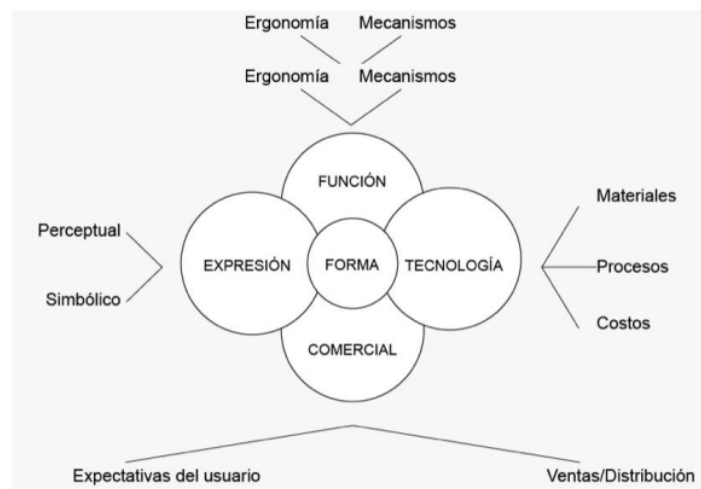 Ergonomía Mecanismos
Ergonomía Mecanismos
FUNCIÓN
Materiales
Perceptual
EXPRESIÓN FORMA TECNOLOGÍA
Procesos
Simbólico
Costos
COMERCIAL
Expectativas del usuario
Ventas/Distribución